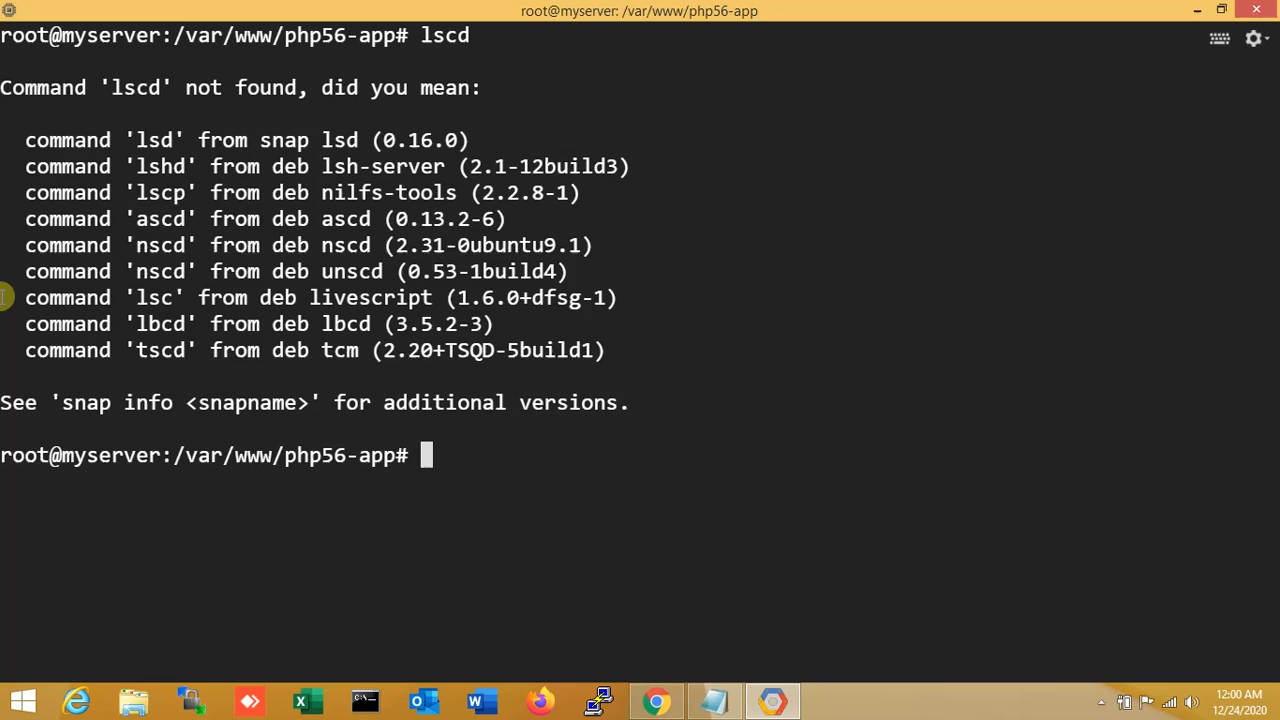 root@myserver: /var/www/php56-app
root@myserver:/var/www/php56-app# lscd
Command 'lscd' not found, did you mean:
command 'lsd' from snap lsd (0.16.0)
command 'lshd' from deb lsh-server (2.1-12build3)
command 'lscp' from deb nilfs-tools (2.2.8-1)
command 'ascd' from deb ascd (0.13.2-6)
command 'nscd' from deb nscd (2.31-0ubuntu9.1)
command 'nscd' from deb unscd (0.53-1build4)
command 'lsc' from deb livescript (1.6.0+dfsg-1)
command 'lbcd' from deb lbcd (3.5.2-3)
command 'tscd' from deb tcm (2.20+TSQD-5build1)
See 'snap info <snapname>' for additional versions.
root@myserver:/var/www/php56-app#
12:00 AM
12/24/2020